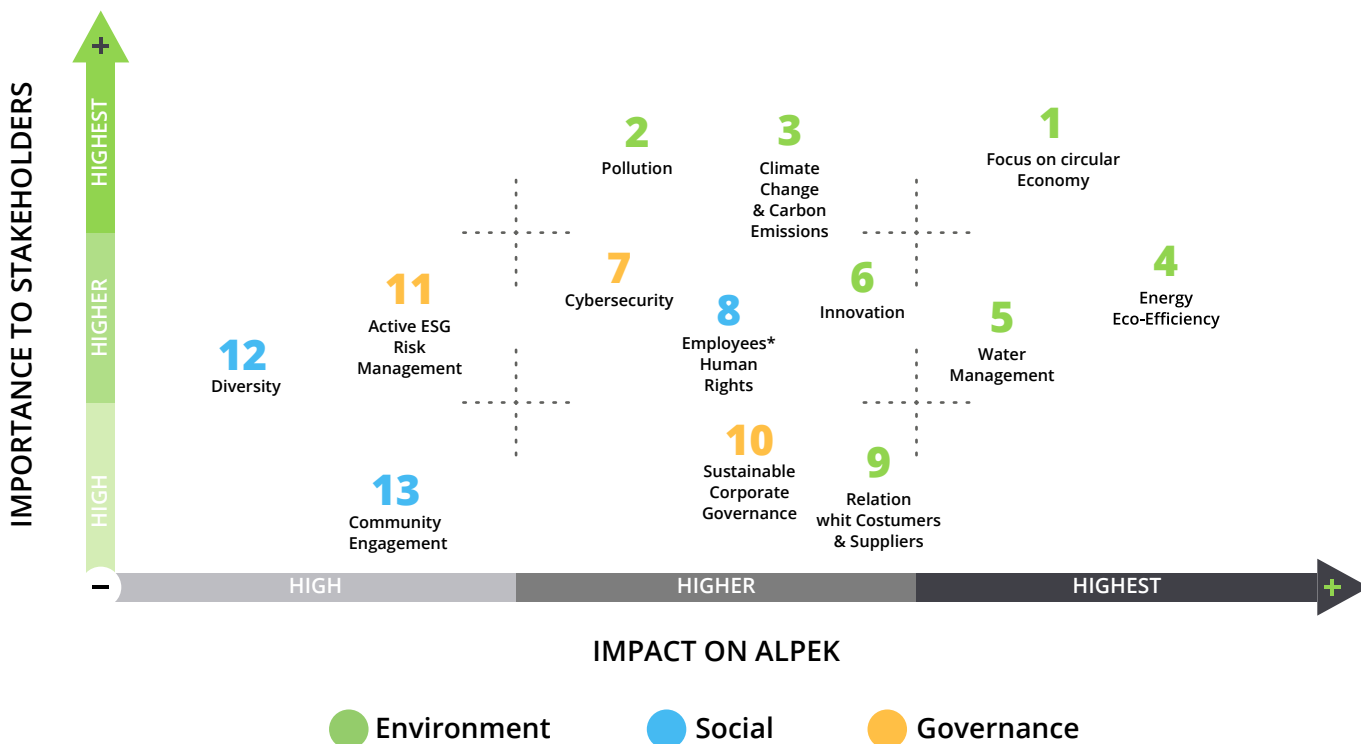 IMPORTANCE TO STAKEHOLDERS
+
HIGHEST
HIGHER
HIGH
−
1
Focus on circular
Economy
2
Pollution
3
Climate
Change
& Carbon
Emissions
4
Energy
Eco-Efficiency
5
Water
Management
6
Innovation
7
Cybersecurity
8
Employees*
Human
Rights
9
Relation
whit Costumers
& Suppliers
10
Sustainable
Corporate
Governance
11
Active ESG
Risk
Management
12
Diversity
13
Community
Engagement
HIGH
HIGHER
HIGHEST
+
IMPACT ON ALPEK
Environment
Social
Governance